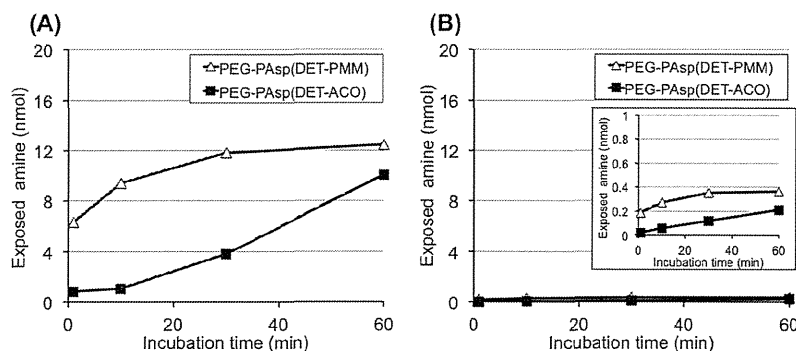 (A)
20
16
12
8
4
0
Exposed amine (nmol)
PEG-PAsp(DET-PMM)
PEG-PAsp(DET-ACO)
0 20 40 60
Incubation time (min)
(B)
20
16
12
8
4
0
Exposed amine (nmol)
PEG-PAsp(DET-PMM)
PEG-PAsp(DET-ACO)
1
0.8
0.6
0.4
0.2
0
Exposed amine (nmol)
0 20 40 60
Incubation time (min)
0 20 40 60
Incubation time (min)